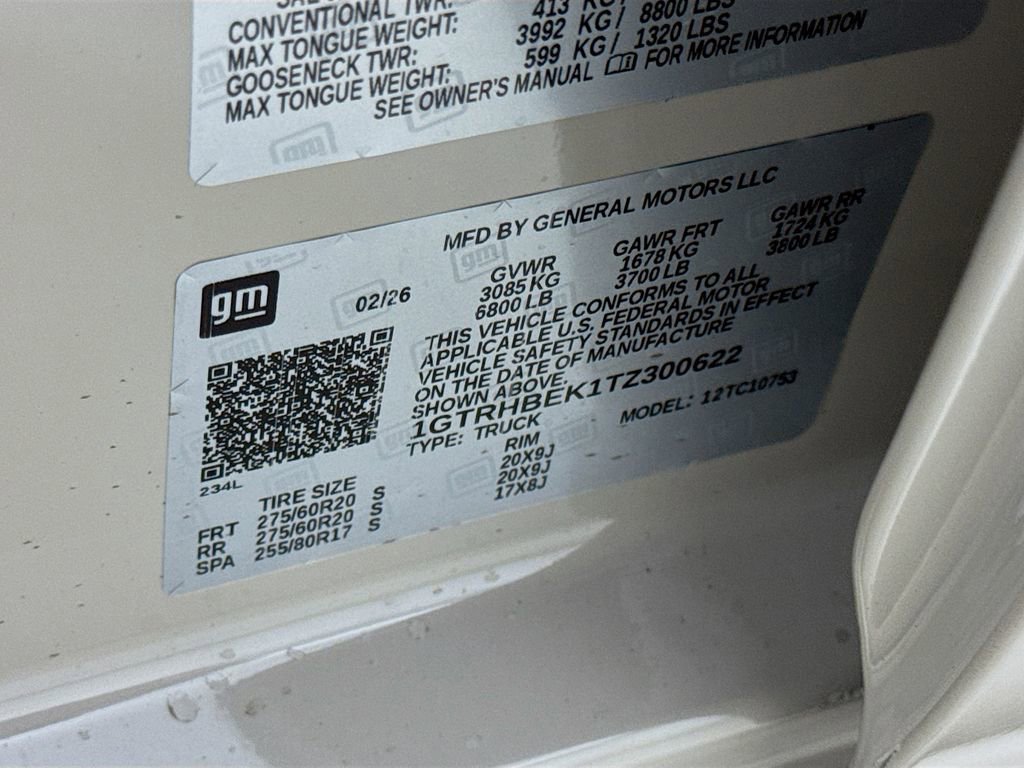 CONVENTIONAL TWR:
413 KG/
MAX TONGUE WEIGHT:
3992 KG/ 8800 LBS
GOOSENECK TWR:
599 KG/ 1320 LBS
MAX TONGUE WEIGHT:
SEE OWNER'S MANUAL FOR MORE INFORMATION
gm
MFD BY GENERAL MOTORS LLC
02/26
GVWR GAWR FRT GAWR RR
3085 KG 1678 KG 1724 KG
6800 LB 3700 LB 3800 LB
THIS VEHICLE CONFORMS TO ALL
APPLICABLE U.S. FEDERAL MOTOR
VEHICLE SAFETY STANDARDS IN EFFECT
ON THE DATE OF MANUFACTURE
SHOWN ABOVE.
1GTRHBEK1TZ300622
TYPE: TRUCK MODEL: 12TC10753
234L
TIRE SIZE RIM
FRT 275/60R20 S 20X9J
RR 275/60R20 S 20X9J
SPA 255/80R17 S 17X8J